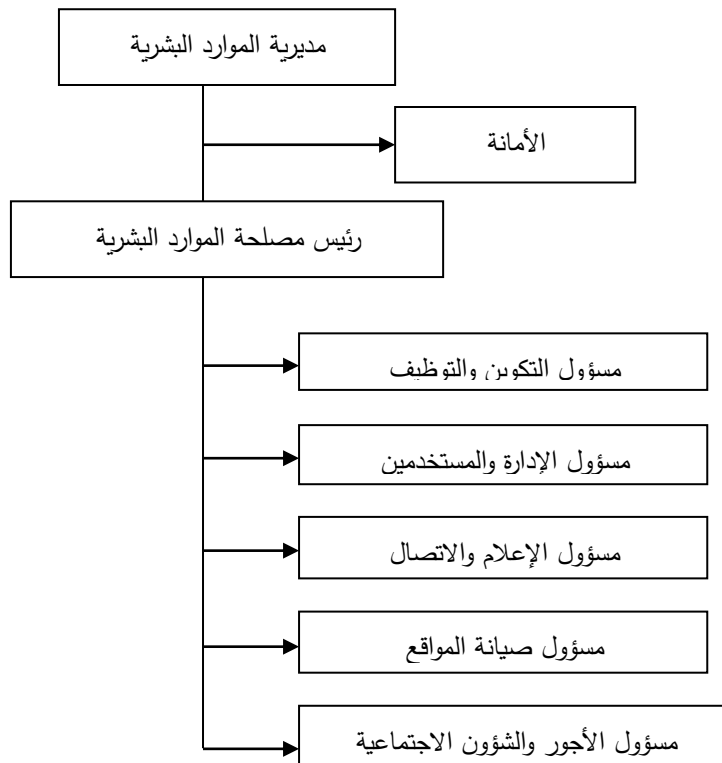 مديرية الموارد البشرية
الأمانة
رئيس مصلحة الموارد البشرية
مسؤول التكوين والتوظيف
مسؤول الإدارة والمستخدمين
مسؤول الإعلام والاتصال
مسؤول صيانة المواقع
مسؤول الأجور والشؤون الاجتماعية